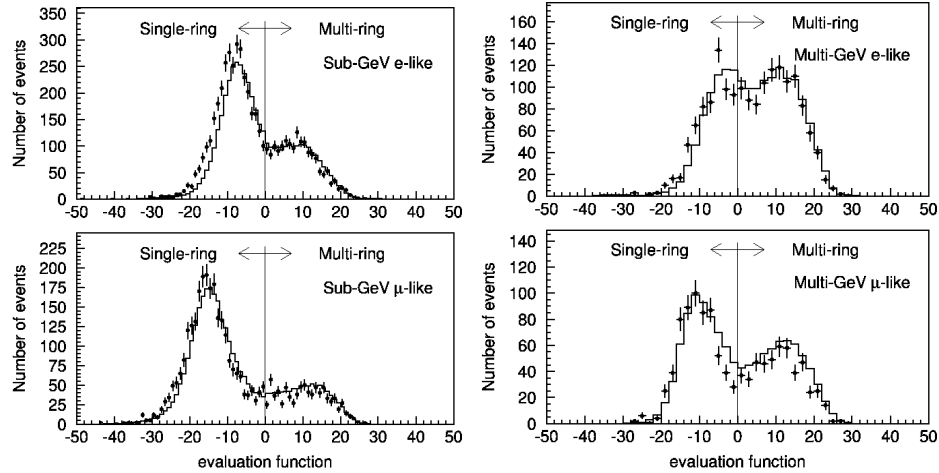 350
300
250
200
150
100
50
0
Number of events
Single-ring Multi-ring
Sub-GeV e-like
-50 -40 -30 -20 -10 0 10 20 30 40 50
160
140
120
100
80
60
40
20
0
Number of events
Single-ring Multi-ring
Multi-GeV e-like
-50 -40 -30 -20 -10 0 10 20 30 40 50
225
200
175
150
125
100
75
50
25
0
Number of events
Single-ring Multi-ring
Sub-GeV μ-like
-50 -40 -30 -20 -10 0 10 20 30 40 50
evaluation function
140
120
100
80
60
40
20
0
Number of events
Single-ring Multi-ring
Multi-GeV μ-like
-50 -40 -30 -20 -10 0 10 20 30 40 50
evaluation function